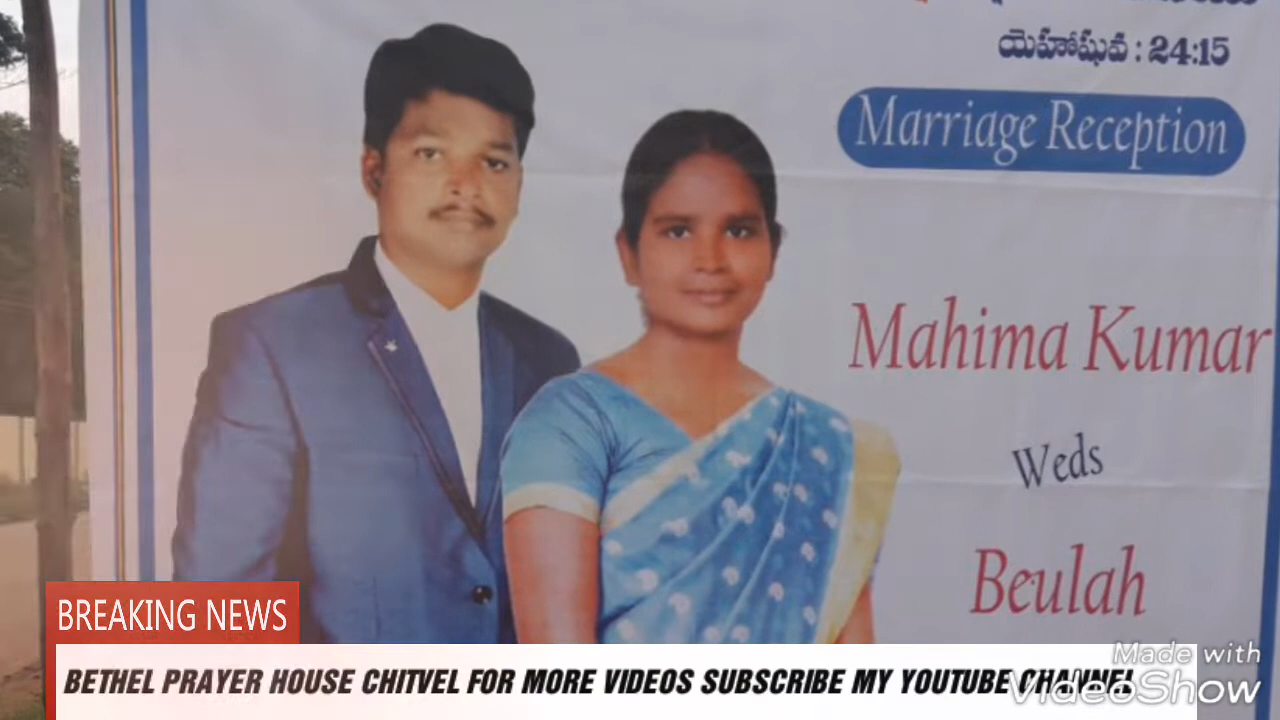 యెహోషువ : 24:15
Marriage Reception
Mahima Kumar
Weds
Beulah
BREAKING NEWS
BETHEL PRAYER HOUSE CHITVEL FOR MORE VIDEOS SUBSCRIBE MY YOUTUBE CHANNEL
Made with
VideoShow